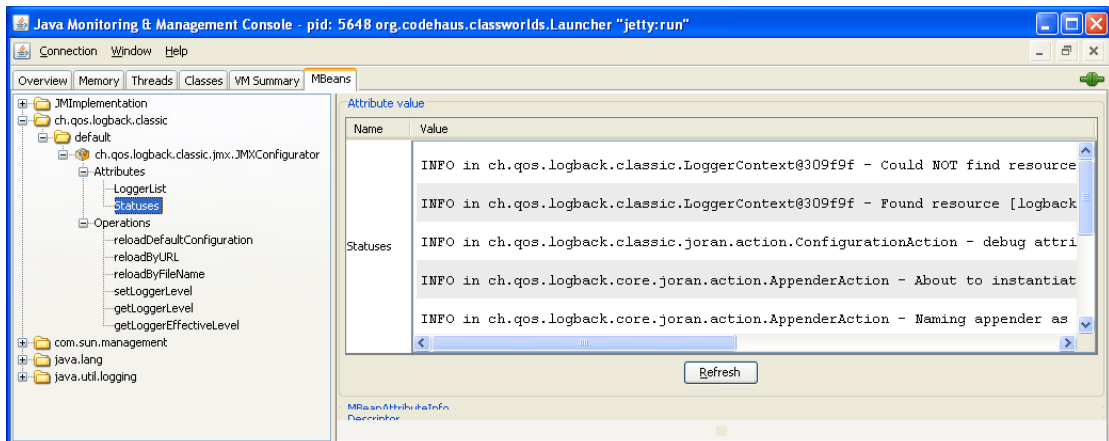 Java Monitoring & Management Console - pid: 5648 org.codehaus.classworlds.Launcher "jetty:run"
Connection Window Help
Overview Memory Threads Classes VM Summary MBeans
JMImplementation
ch.qos.logback.classic
default
ch.qos.logback.classic.jmx.JMXConfigurator
Attributes
LoggerList
Statuses
Operations
reloadDefaultConfiguration
reloadByURL
reloadByFileName
setLoggerLevel
getLoggerLevel
getLoggerEffectiveLevel
com.sun.management
java.lang
java.util.logging
Attribute value
Name Value
Statuses
INFO in ch.qos.logback.classic.LoggerContext@309f9f - Could NOT find resource
INFO in ch.qos.logback.classic.LoggerContext@309f9f - Found resource [logback
INFO in ch.qos.logback.classic.joran.action.ConfigurationAction - debug attri
INFO in ch.qos.logback.core.joran.action.AppenderAction - About to instantiat
INFO in ch.qos.logback.core.joran.action.AppenderAction - Naming appender as
Refresh
MBeanAttributeInfo
Descriptor